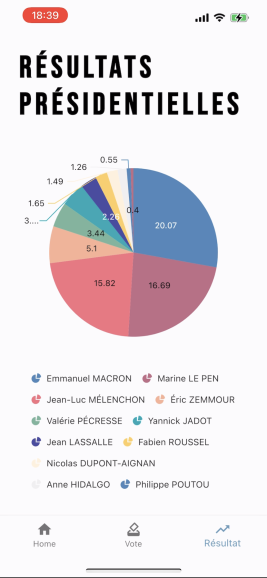 18:39
RÉSULTATS
PRÉSIDENTIELLES
0.55
1.26
1.49
1.65
3....
2.26
0.4
20.07
3.44
5.1
15.82
16.69
Emmanuel MACRON Marine LE PEN
Jean-Luc MÉLENCHON Éric ZEMMOUR
Valérie PÉCRESSE Yannick JADOT
Jean LASSALLE Fabien ROUSSEL
Nicolas DUPONT-AIGNAN
Anne HIDALGO Philippe POUTOU
Home Vote Résultat